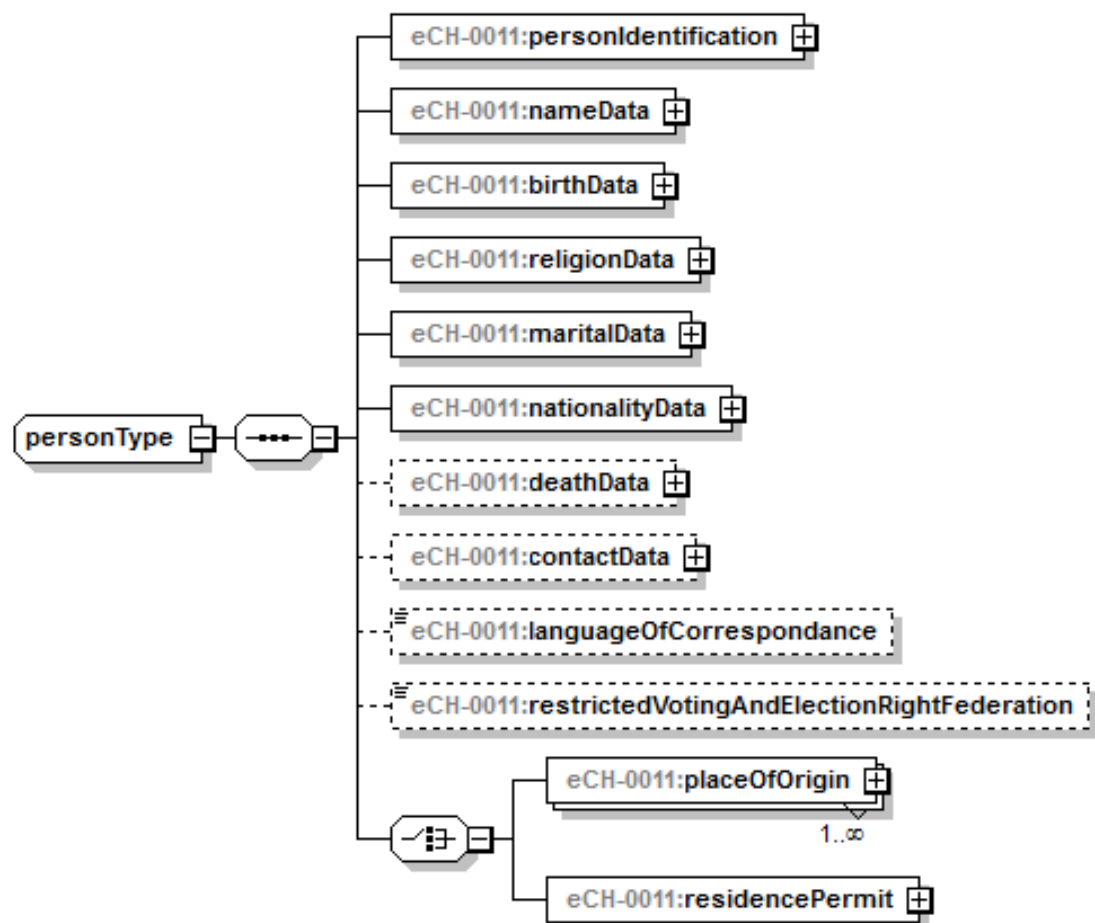 eCH-0011:personIdentification
eCH-0011:nameData
eCH-0011:birthData
eCH-0011:religionData
eCH-0011:maritalData
eCH-0011:nationalityData
personType
eCH-0011:deathData
eCH-0011:contactData
eCH-0011:languageOfCorrespondance
eCH-0011:restrictedVotingAndElectionRightFederation
eCH-0011:placeOfOrigin
1..∞
eCH-0011:residencePermit